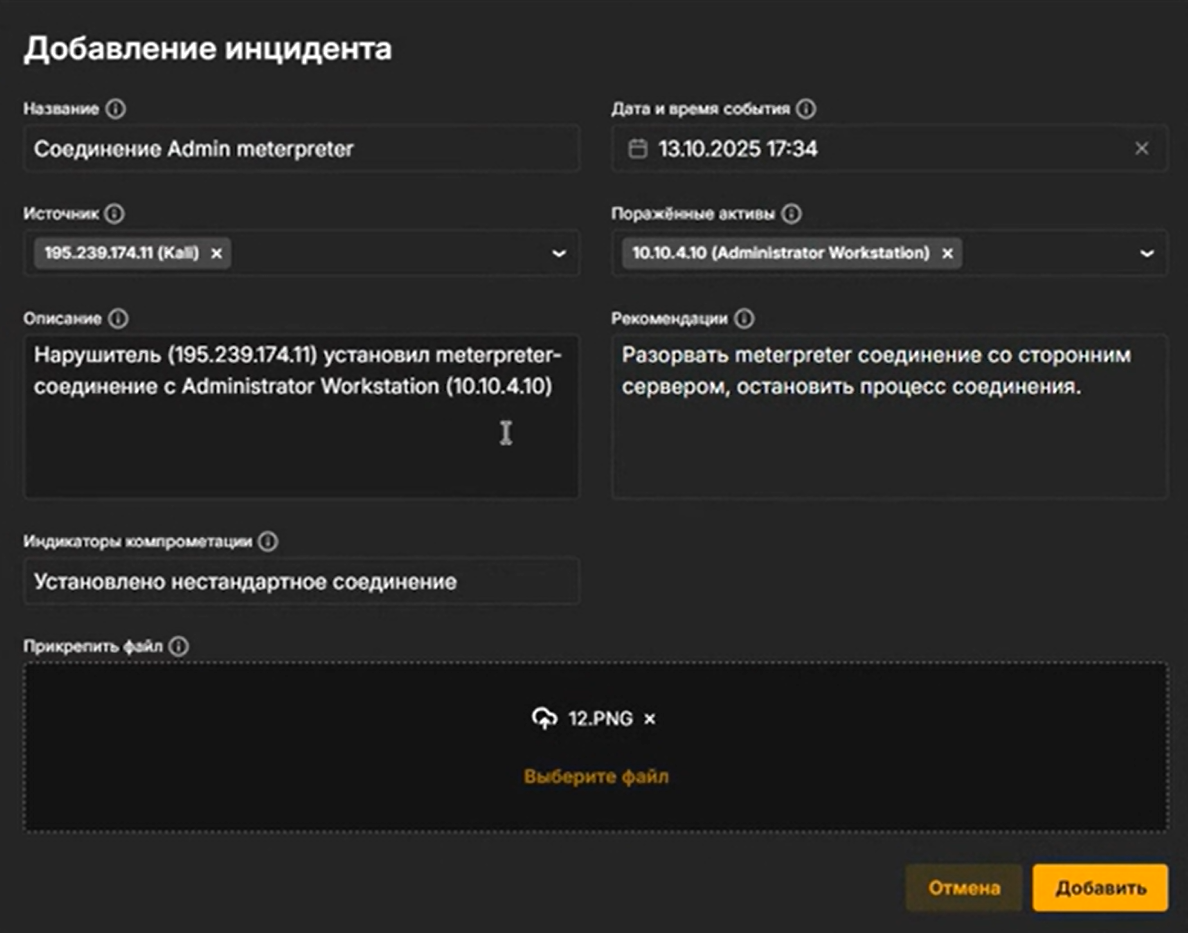 Добавление инцидента
Название
Дата и время события
Соединение Admin meterpreter
13.10.2025 17:34
Источник
Поражённые активы
195.239.174.11 (Kali)
10.10.4.10 (Administrator Workstation)
Описание
Рекомендации
Нарушитель (195.239.174.11) установил meterpreter-
соединение с Administrator Workstation (10.10.4.10)
Разорвать meterpreter соединение со сторонним
сервером, остановить процесс соединения.
Индикаторы компрометации
Установлено нестандартное соединение
Прикрепить файл
12.PNG
Выберите файл
Отмена
Добавить